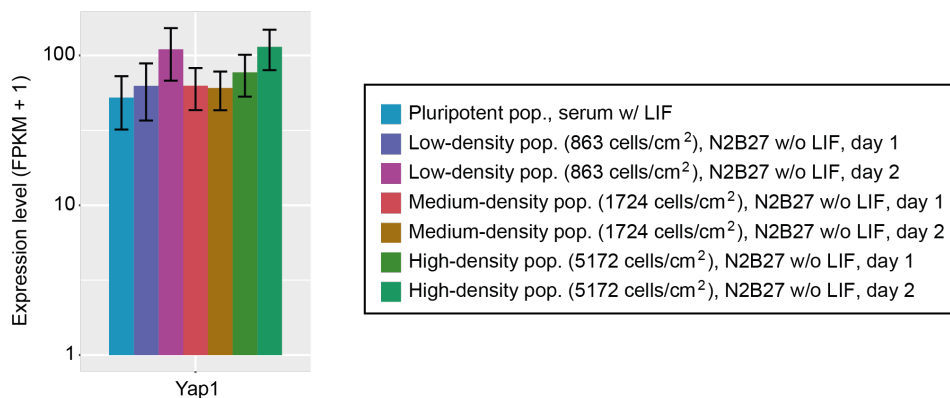 Expression level (FPKM + 1)
100
10
1
Yap1
Pluripotent pop., serum w/ LIF
Low-density pop. (863 cells/cm²), N2B27 w/o LIF, day 1
Low-density pop. (863 cells/cm²), N2B27 w/o LIF, day 2
Medium-density pop. (1724 cells/cm²), N2B27 w/o LIF, day 1
Medium-density pop. (1724 cells/cm²), N2B27 w/o LIF, day 2
High-density pop. (5172 cells/cm²), N2B27 w/o LIF, day 1
High-density pop. (5172 cells/cm²), N2B27 w/o LIF, day 2